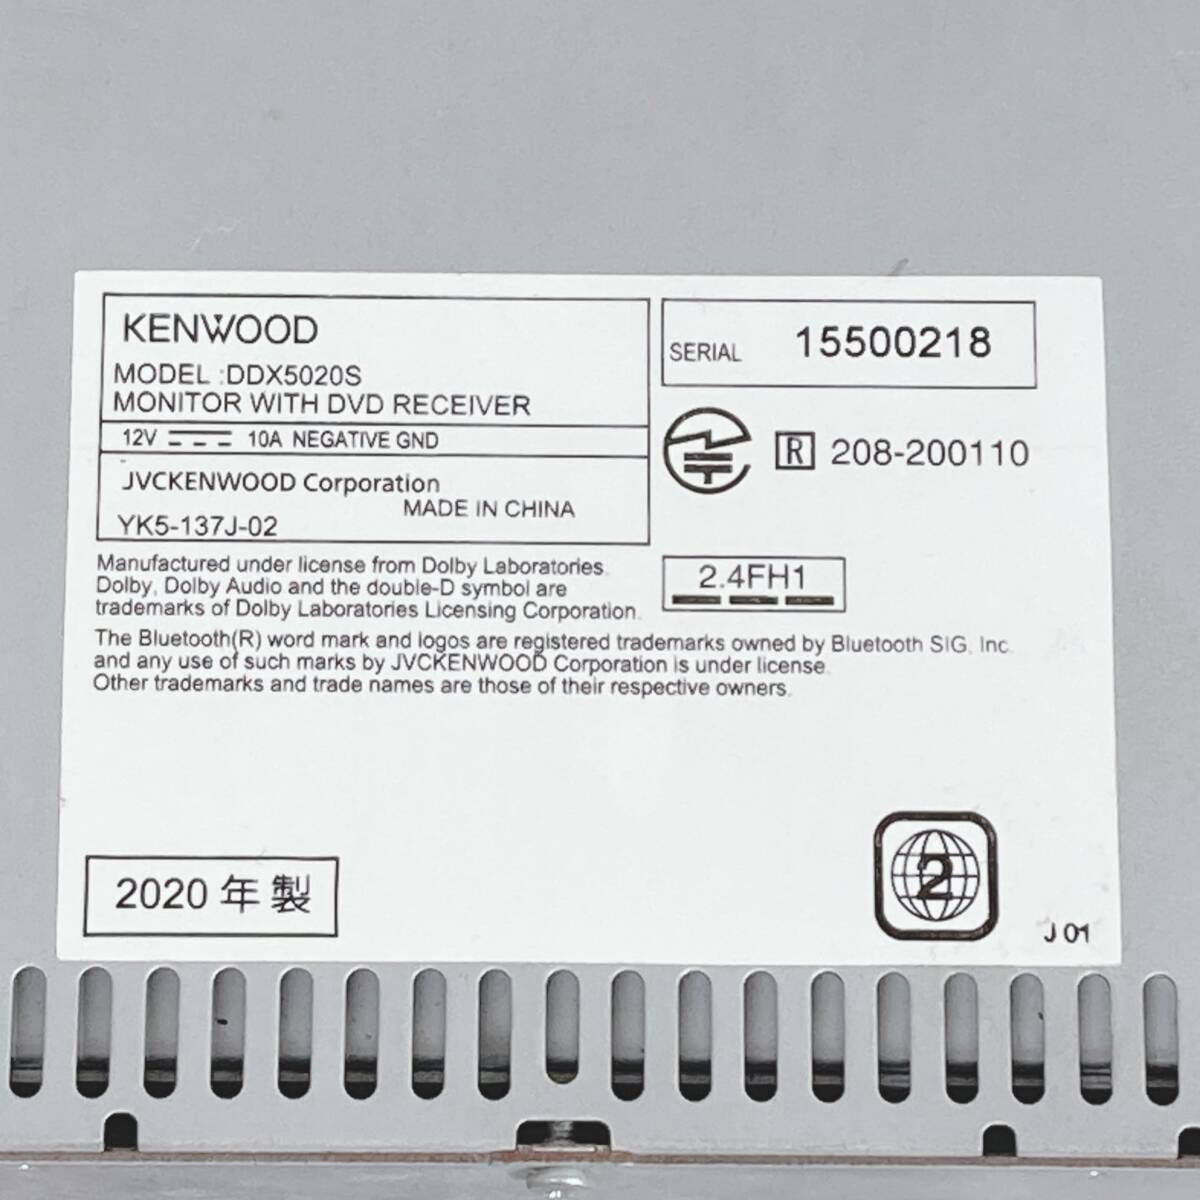 KENWOOD
MODEL :DDX5020S
MONITOR WITH DVD RECEIVER
12V 10A NEGATIVE GND
JVCKENWOOD Corporation
MADE IN CHINA
YK5-137J-02
SERIAL 15500218
R 208-200110
2.4FH1
Manufactured under license from Dolby Laboratories.
Dolby, Dolby Audio and the double-D symbol are
trademarks of Dolby Laboratories Licensing Corporation.
The Bluetooth(R) word mark and logos are registered trademarks owned by Bluetooth SIG, Inc.
and any use of such marks by JVCKENWOOD Corporation is under license.
Other trademarks and trade names are those of their respective owners.
2020 年 製
2
J 01